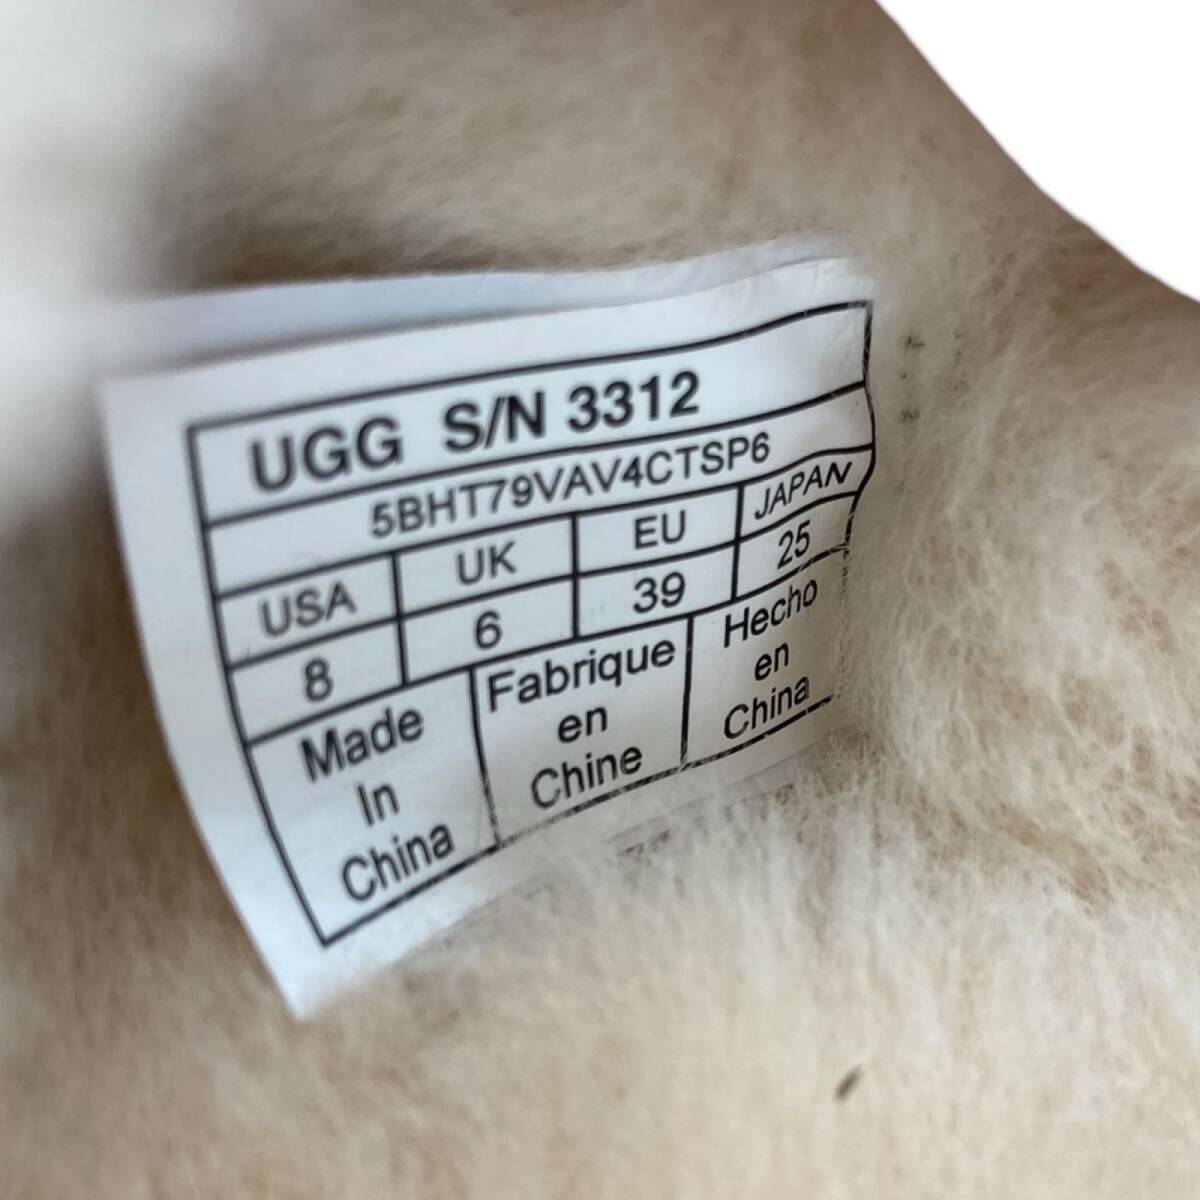 UGG S/N 3312
5BHT79VAV4CTSP6
USA UK EU JAPAN
8 6 39 25
Made
In
China
Fabrique
en
Chine
Hecho
en
China